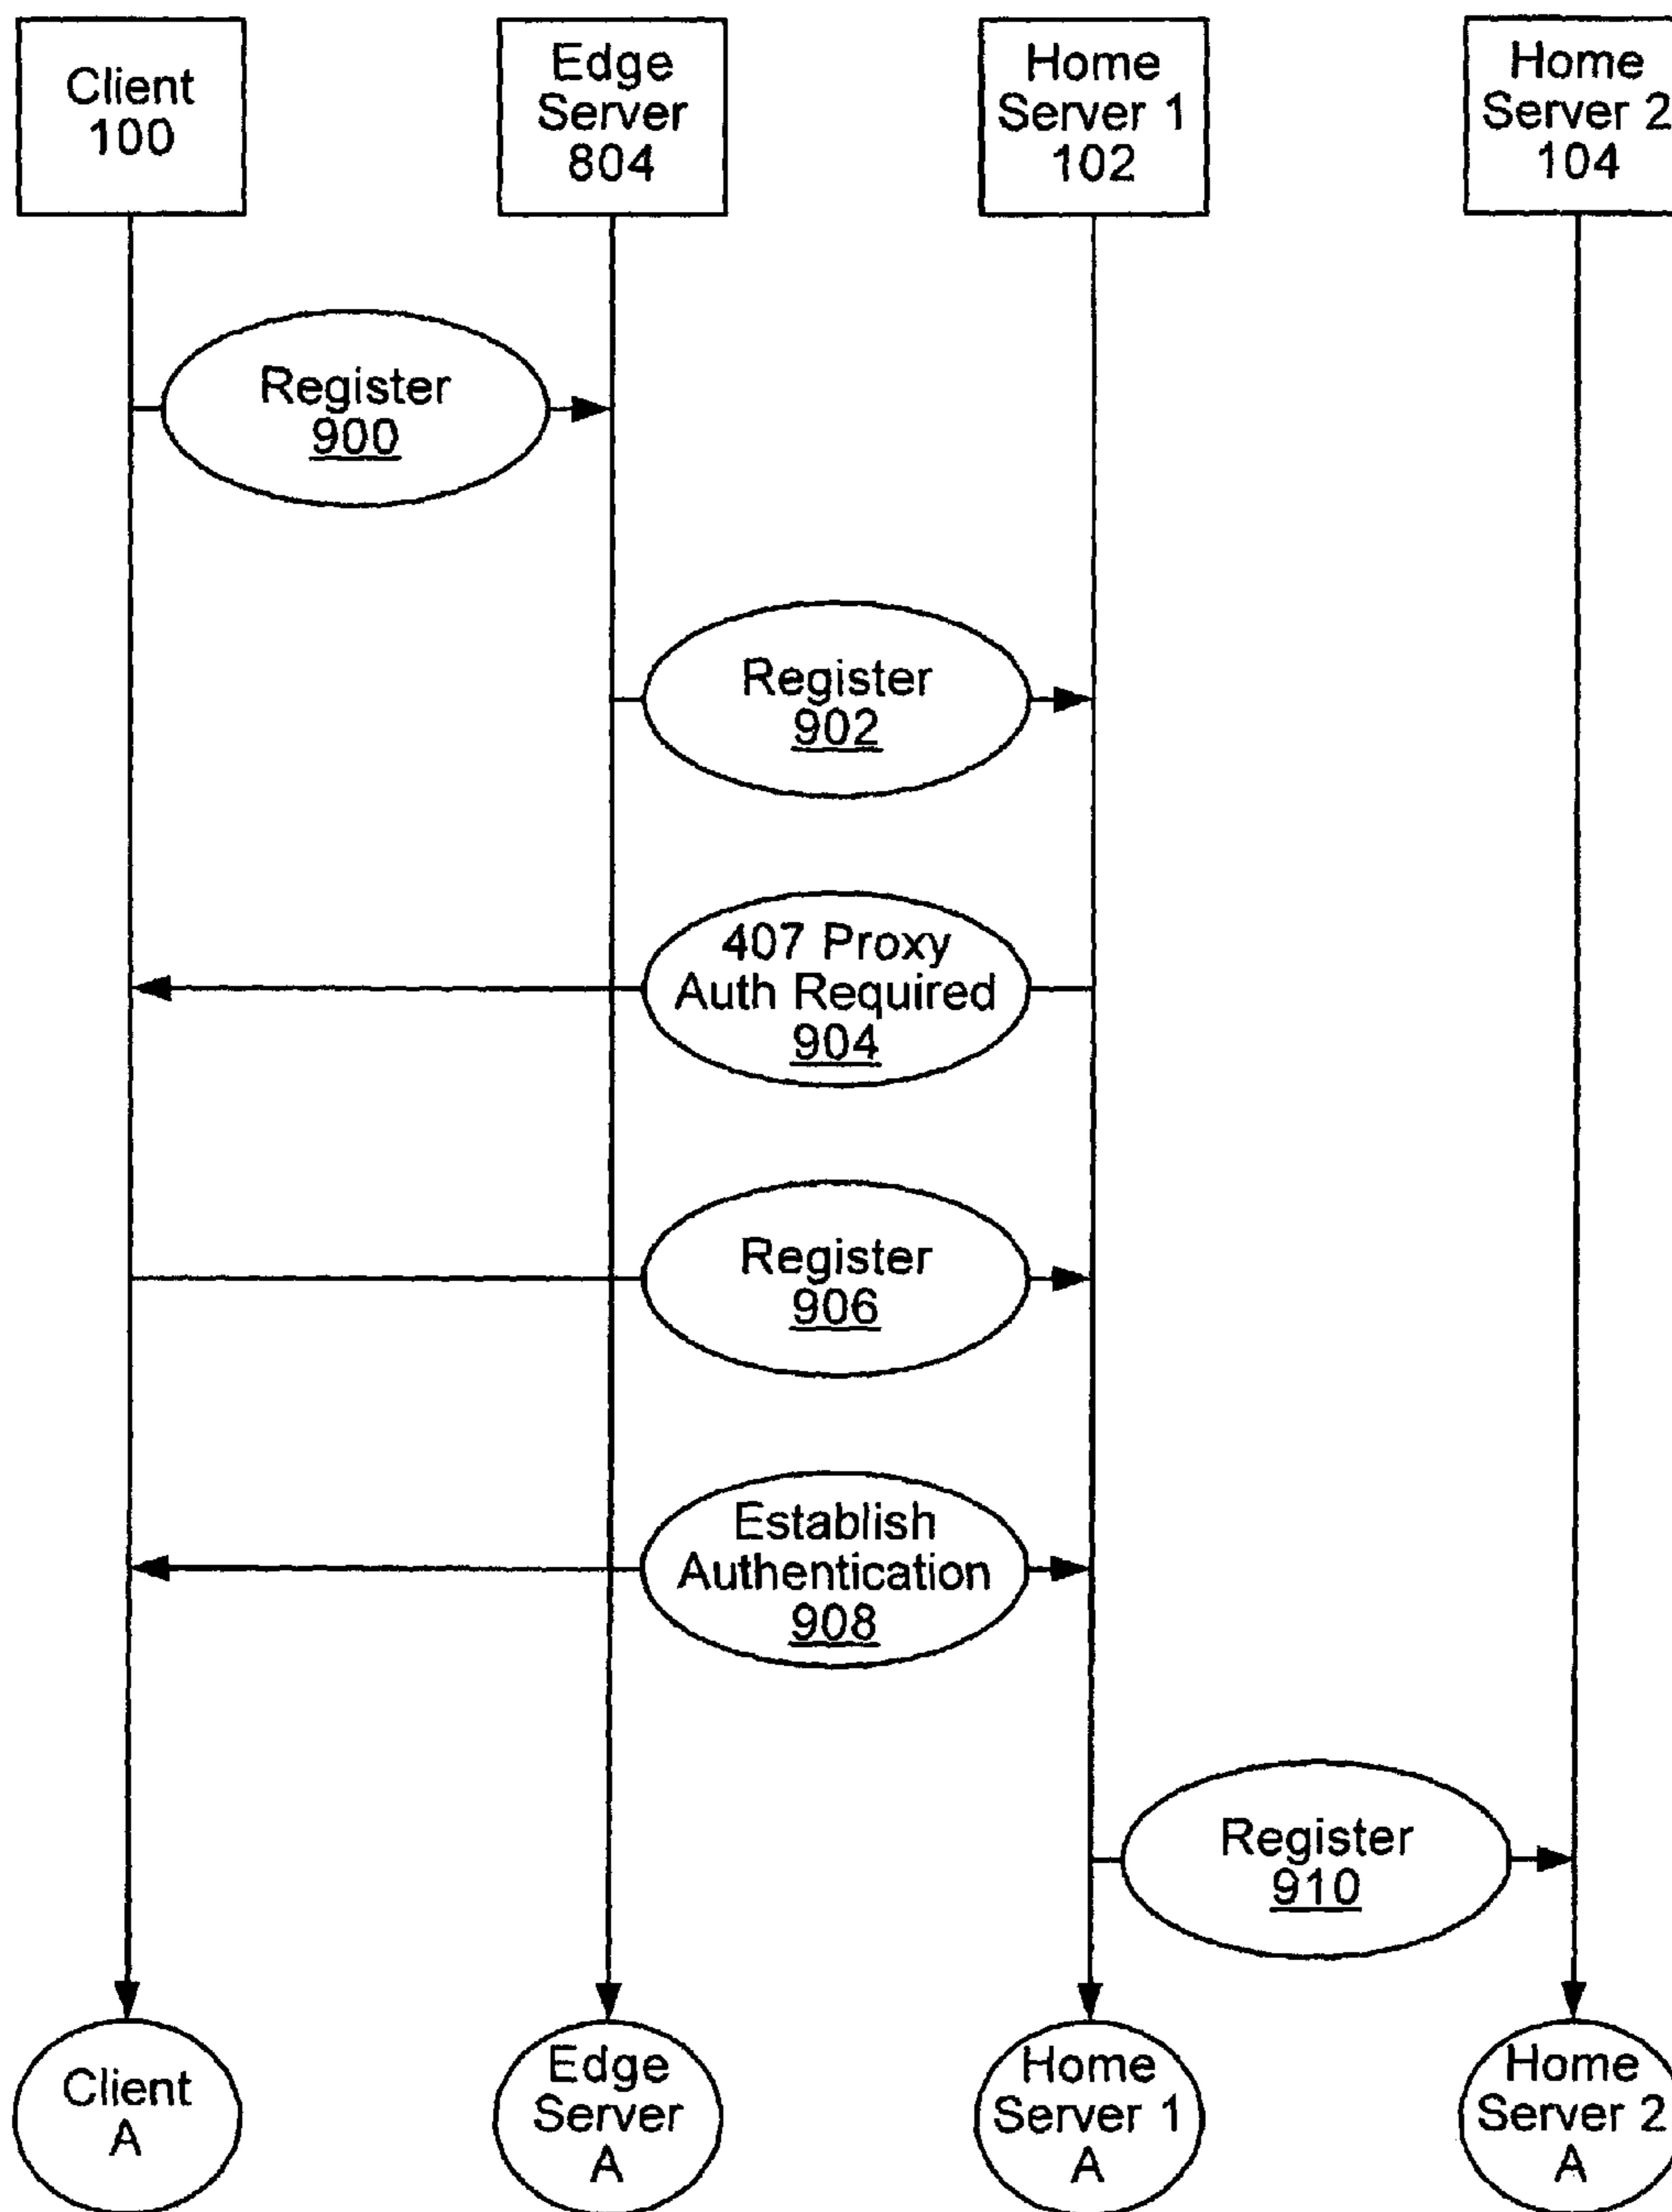 Client
100
Edge
Server
804
Home
Server 1
102
Home
Server 2
104
Register
900
Register
902
407 Proxy
Auth Required
904
Register
906
Establish
Authentication
908
Register
910
Client
A
Edge
Server
A
Home
Server 1
A
Home
Server 2
A